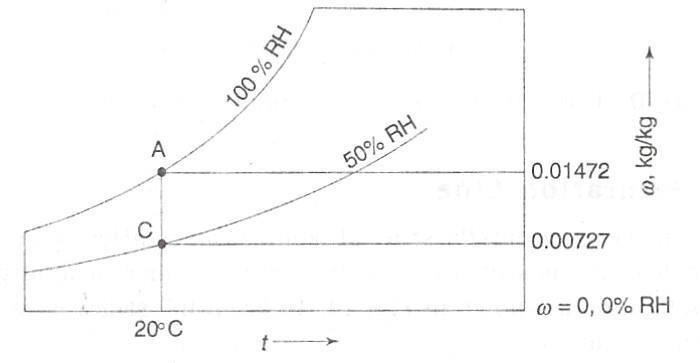 100% RH
50% RH
A
C
0.01472
0.00727
ω = 0, 0% RH
20°C
t
ω, kg/kg